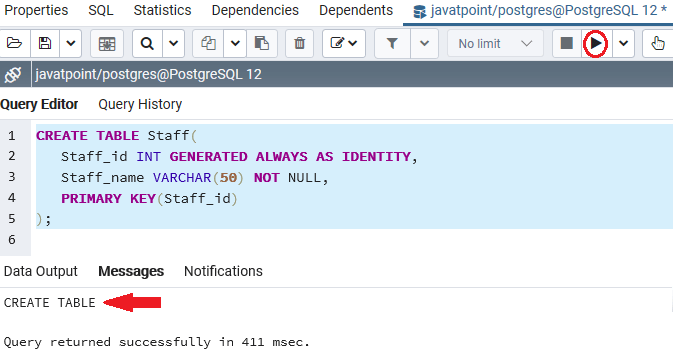 Properties SQL Statistics Dependencies Dependents javatpoint/postgres@PostgreSQL 12 *
No limit
javatpoint/postgres@PostgreSQL 12
Query Editor Query History
1 CREATE TABLE Staff(
2 Staff_id INT GENERATED ALWAYS AS IDENTITY,
3 Staff_name VARCHAR(50) NOT NULL,
4 PRIMARY KEY(Staff_id)
5 );
6
Data Output Messages Notifications
CREATE TABLE
Query returned successfully in 411 msec.